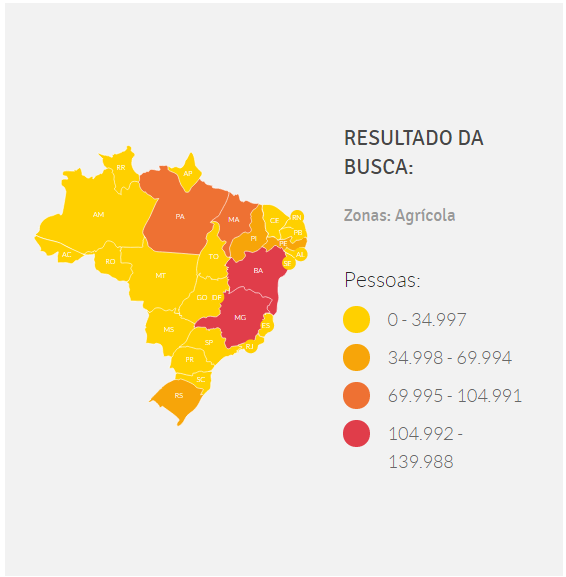 RESULTADO DA
BUSCA:
Zonas: Agrícola
Pessoas:
0 - 34.997
34.998 - 69.994
69.995 - 104.991
104.992 -
139.988
RR
AP
AM
PA
MA
CE
RN
PI
PB
PE
AC
RO
TO
AL
SE
MT
BA
GO
DF
MG
MS
ES
SP
RJ
PR
SC
RS